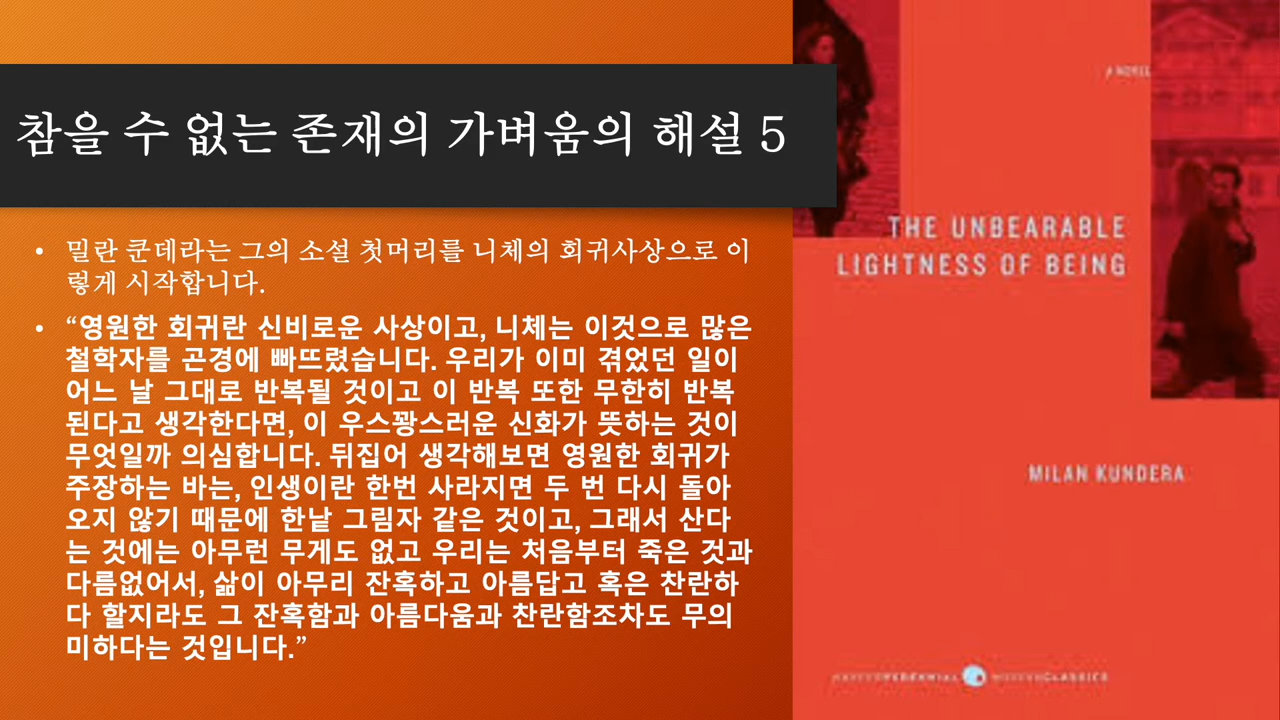 참을 수 없는 존재의 가벼움의 해설 5
• 밀란 쿤데라는 그의 소설 첫머리를 니체의 회귀사상으로 이
렇게 시작합니다.
• “영원한 회귀란 신비로운 사상이고, 니체는 이것으로 많은
철학자를 곤경에 빠뜨렸습니다. 우리가 이미 겪었던 일이
어느 날 그대로 반복될 것이고 이 반복 또한 무한히 반복
된다고 생각한다면, 이 우스꽝스러운 신화가 뜻하는 것이
무엇일까 의심합니다. 뒤집어 생각해보면 영원한 회귀가
주장하는 바는, 인생이란 한번 사라지면 두 번 다시 돌아
오지 않기 때문에 한낱 그림자 같은 것이고, 그래서 산다
는 것에는 아무런 무게도 없고 우리는 처음부터 죽은 것과
다름없어서, 삶이 아무리 잔혹하고 아름답고 혹은 찬란하
다 할지라도 그 잔혹함과 아름다움과 찬란함조차도 무의
미하다는 것입니다.”
A NOVEL
THE UNBEARABLE
LIGHTNESS OF BEING
MILAN KUNDERA
HARPERPERENNIAL MODERNCLASSICS